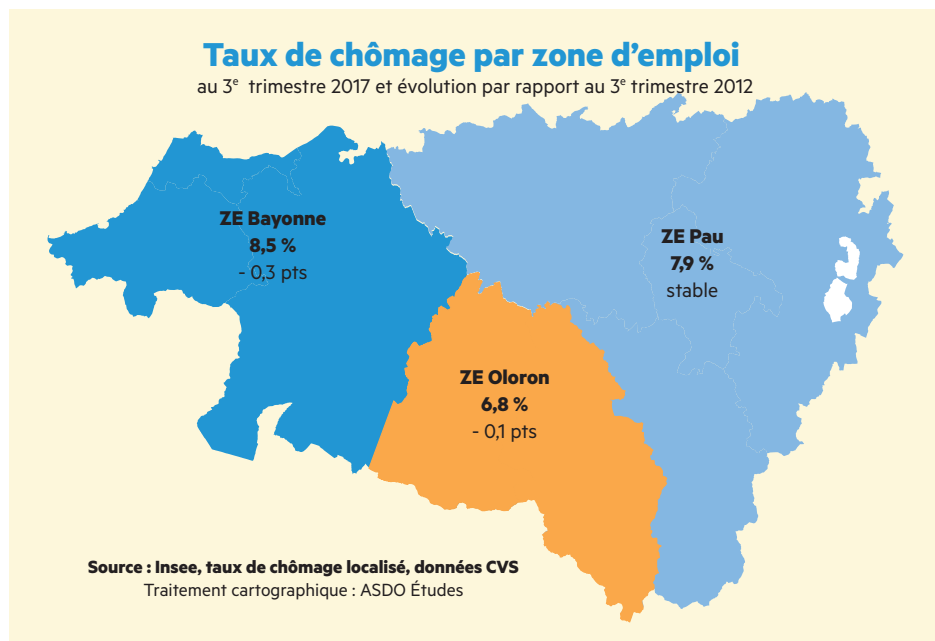 Taux de chômage par zone d'emploi
au 3e trimestre 2017 et évolution par rapport au 3e trimestre 2012
ZE Bayonne
8,5 %
- 0,3 pts
ZE Pau
7,9 %
stable
ZE Oloron
6,8 %
- 0,1 pts
Source : Insee, taux de chômage localisé, données CVS
Traitement cartographique : ASDO Études